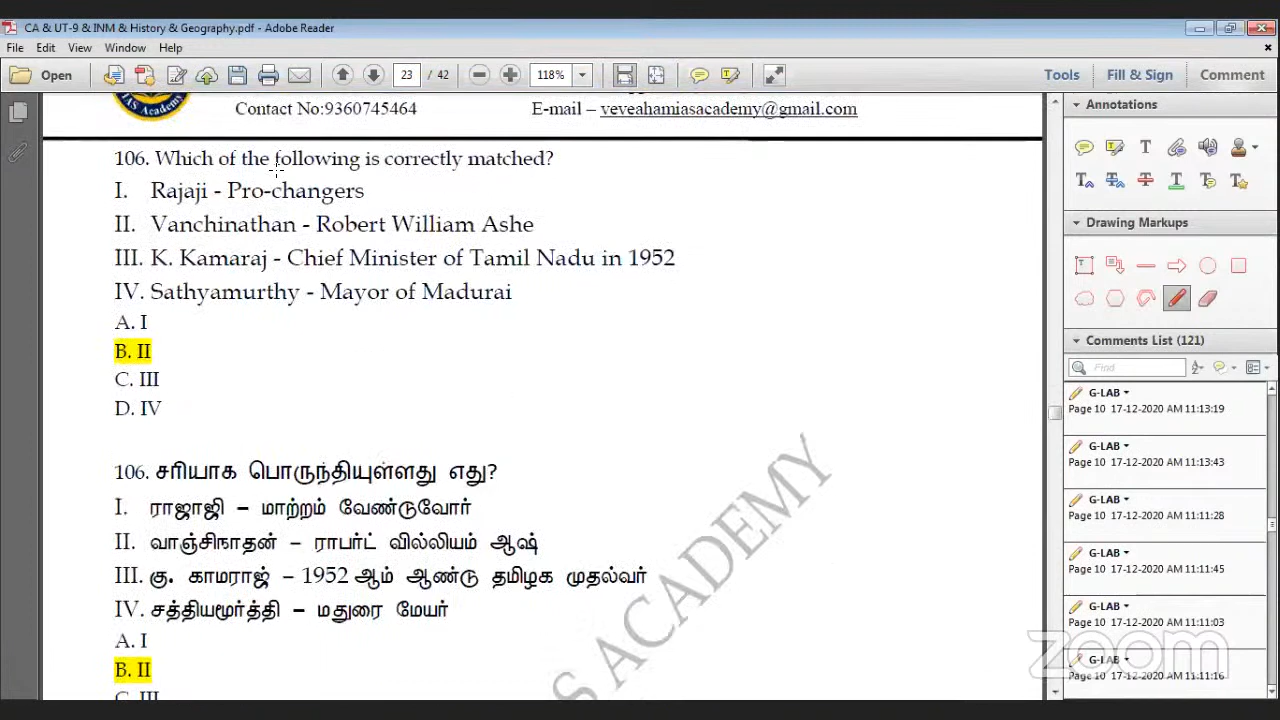 CA & UT-9 & INM & History & Geography.pdf - Adobe Reader
File Edit View Window Help
Open 23 / 42 118% Tools Fill & Sign Comment
IAS Academy
Contact No:9360745464 E-mail – veveahamiasacademy@gmail.com
106. Which of the following is correctly matched?
I. Rajaji - Pro-changers
II. Vanchinathan - Robert William Ashe
III. K. Kamaraj - Chief Minister of Tamil Nadu in 1952
IV. Sathyamurthy - Mayor of Madurai
A. I
B. II
C. III
D. IV
106. சரியாக பொருந்தியுள்ளது எது?
I. ராஜாஜி – மாற்றம் வேண்டுவோர்
II. வாஞ்சிநாதன் – ராபர்ட் வில்லியம் ஆஷ்
III. கு. காமராஜ் – 1952 ஆம் ஆண்டு தமிழக முதல்வர்
IV. சத்தியமூர்த்தி – மதுரை மேயர்
A. I
B. II
C. III
S ACADEMY
Annotations
Drawing Markups
Comments List (121)
Find
G-LAB
Page 10 17-12-2020 AM 11:13:19
G-LAB
Page 10 17-12-2020 AM 11:13:43
G-LAB
Page 10 17-12-2020 AM 11:11:28
G-LAB
Page 10 17-12-2020 AM 11:11:45
G-LAB
Page 10 17-12-2020 AM 11:11:03
G-LAB
Page 10 17-12-2020 AM 11:11:16
zoom